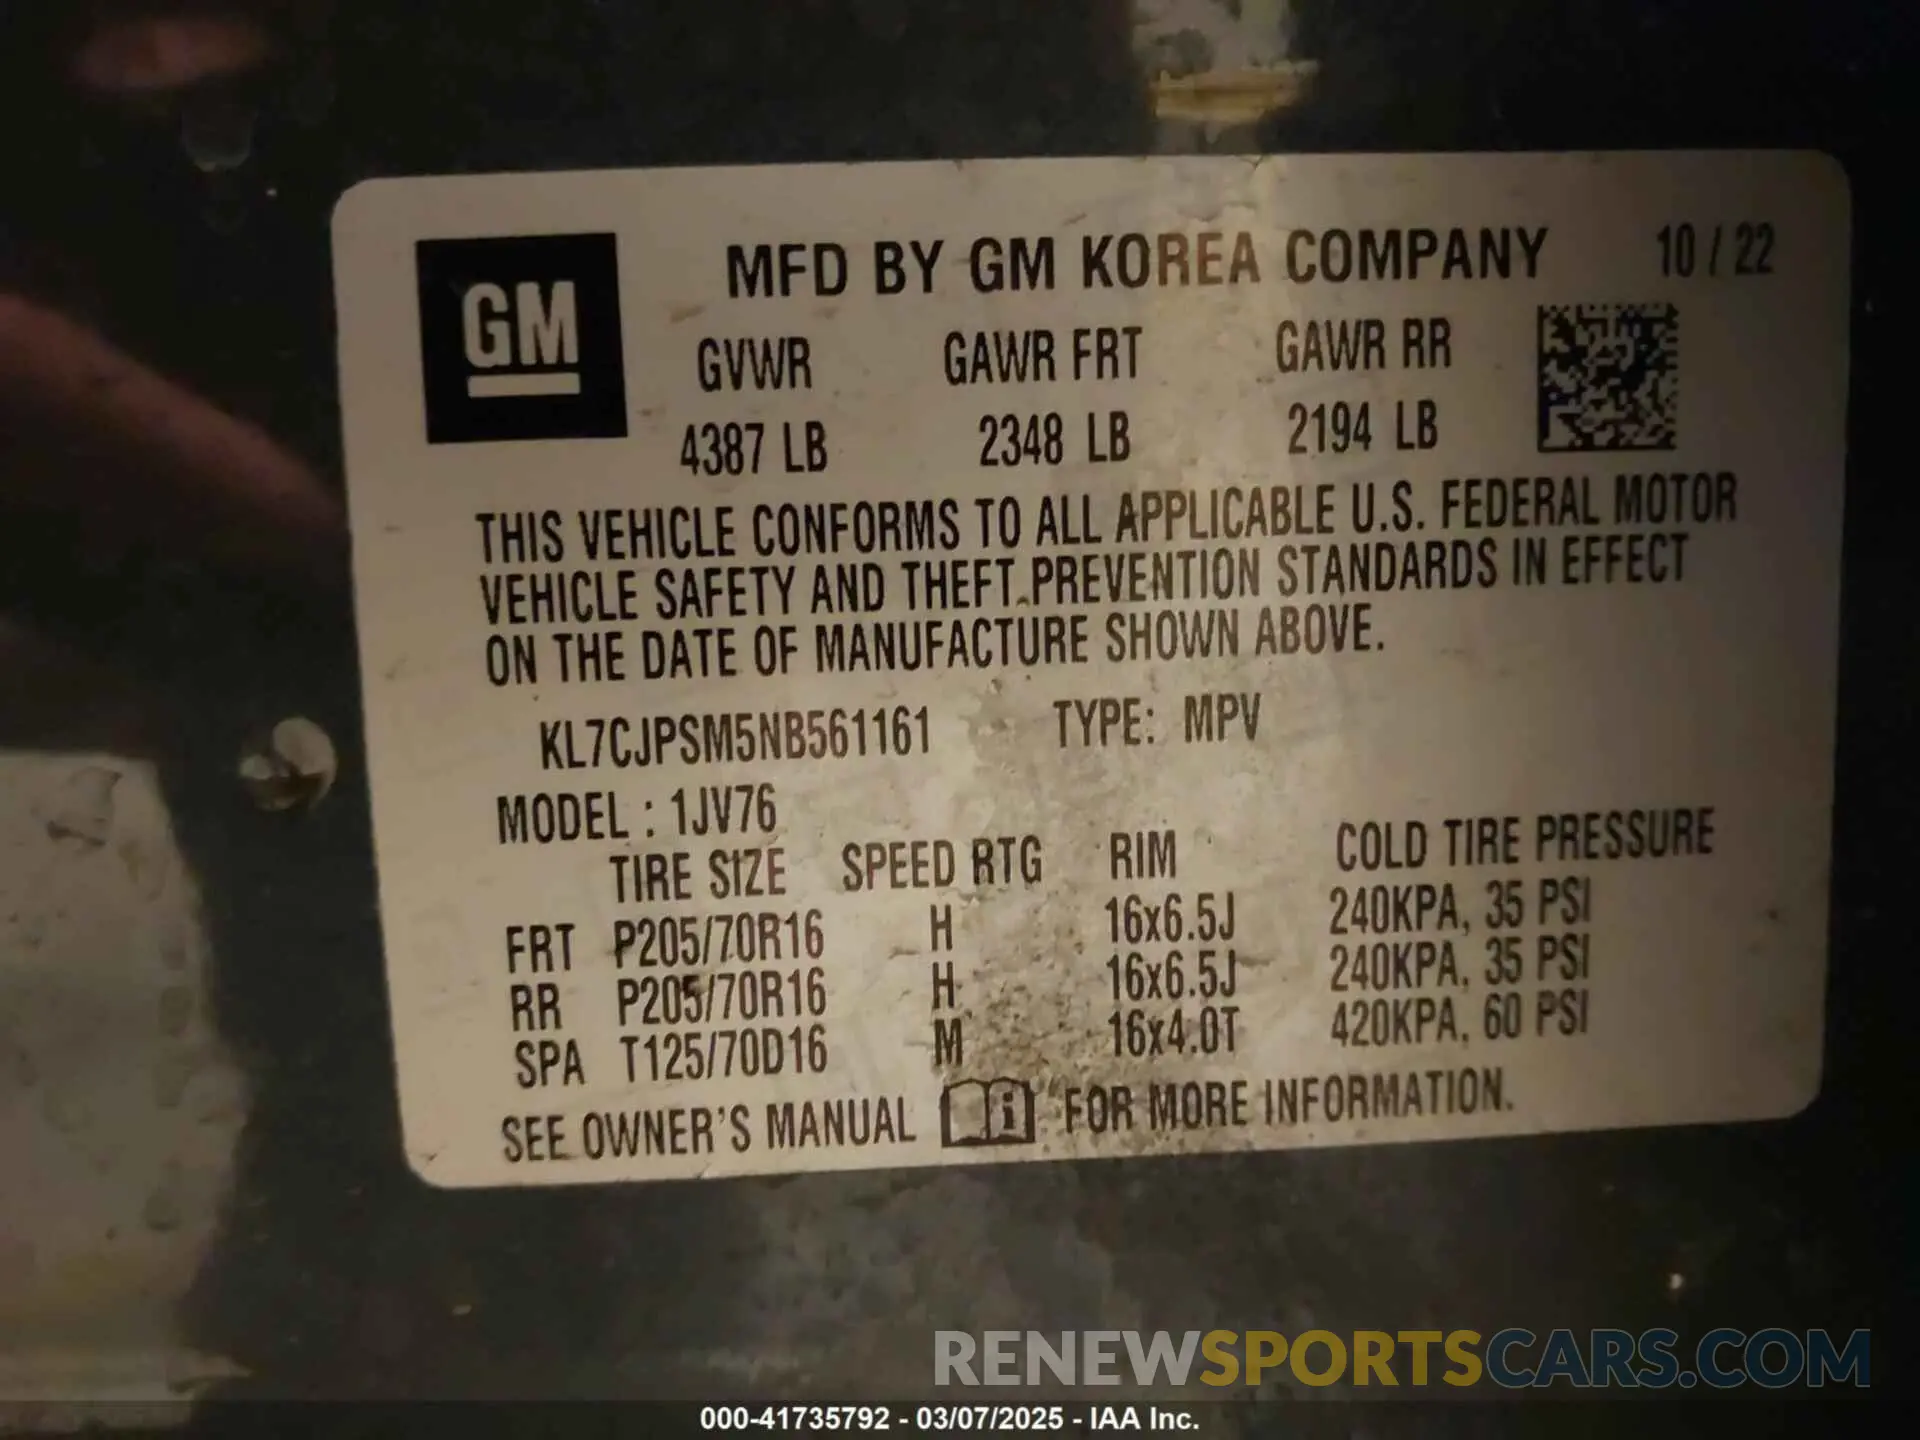 GM
MFD BY GM KOREA COMPANY 10 / 22
GVWR GAWR FRT GAWR RR
4387 LB 2348 LB 2194 LB
THIS VEHICLE CONFORMS TO ALL APPLICABLE U.S. FEDERAL MOTOR
VEHICLE SAFETY AND THEFT PREVENTION STANDARDS IN EFFECT
ON THE DATE OF MANUFACTURE SHOWN ABOVE.
KL7CJPSM5NB561161 TYPE: MPV
MODEL : 1JV76
TIRE SIZE SPEED RTG RIM COLD TIRE PRESSURE
FRT P205/70R16 H 16x6.5J 240KPA, 35 PSI
RR P205/70R16 H 16x6.5J 240KPA, 35 PSI
SPA T125/70D16 M 16x4.0T 420KPA, 60 PSI
SEE OWNER'S MANUAL i FOR MORE INFORMATION.
RENEWSPORTSCARS.COM
000-41735792 - 03/07/2025 - IAA Inc.